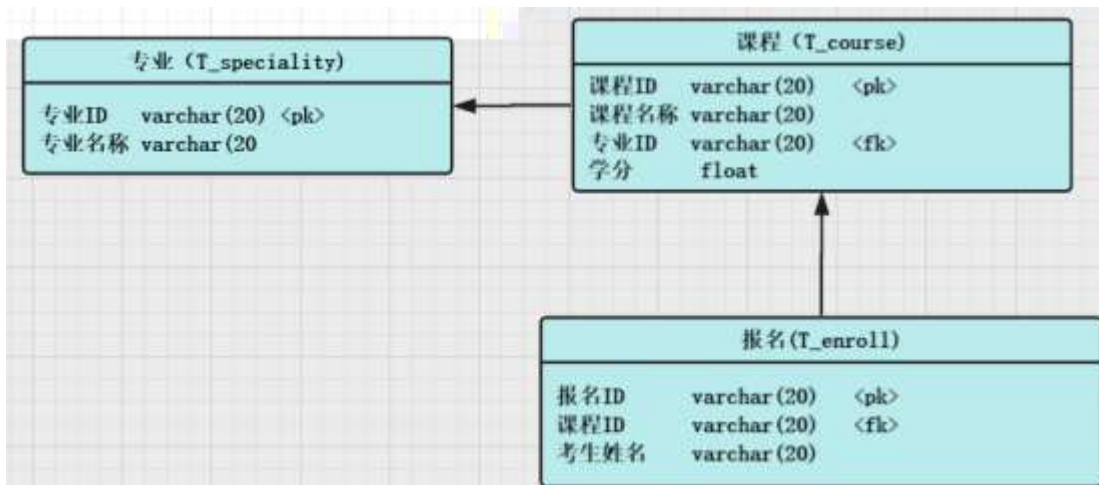 专业（T_speciality)
专业ID varchar(20) <pk>
专业名称 varchar(20
课程（T_course)
课程ID varchar(20) <pk>
课程名称 varchar(20)
专业ID varchar(20) <fk>
学分 float
报名(T_enroll)
报名ID varchar(20) <pk>
课程ID varchar(20) <fk>
考生姓名 varchar(20)